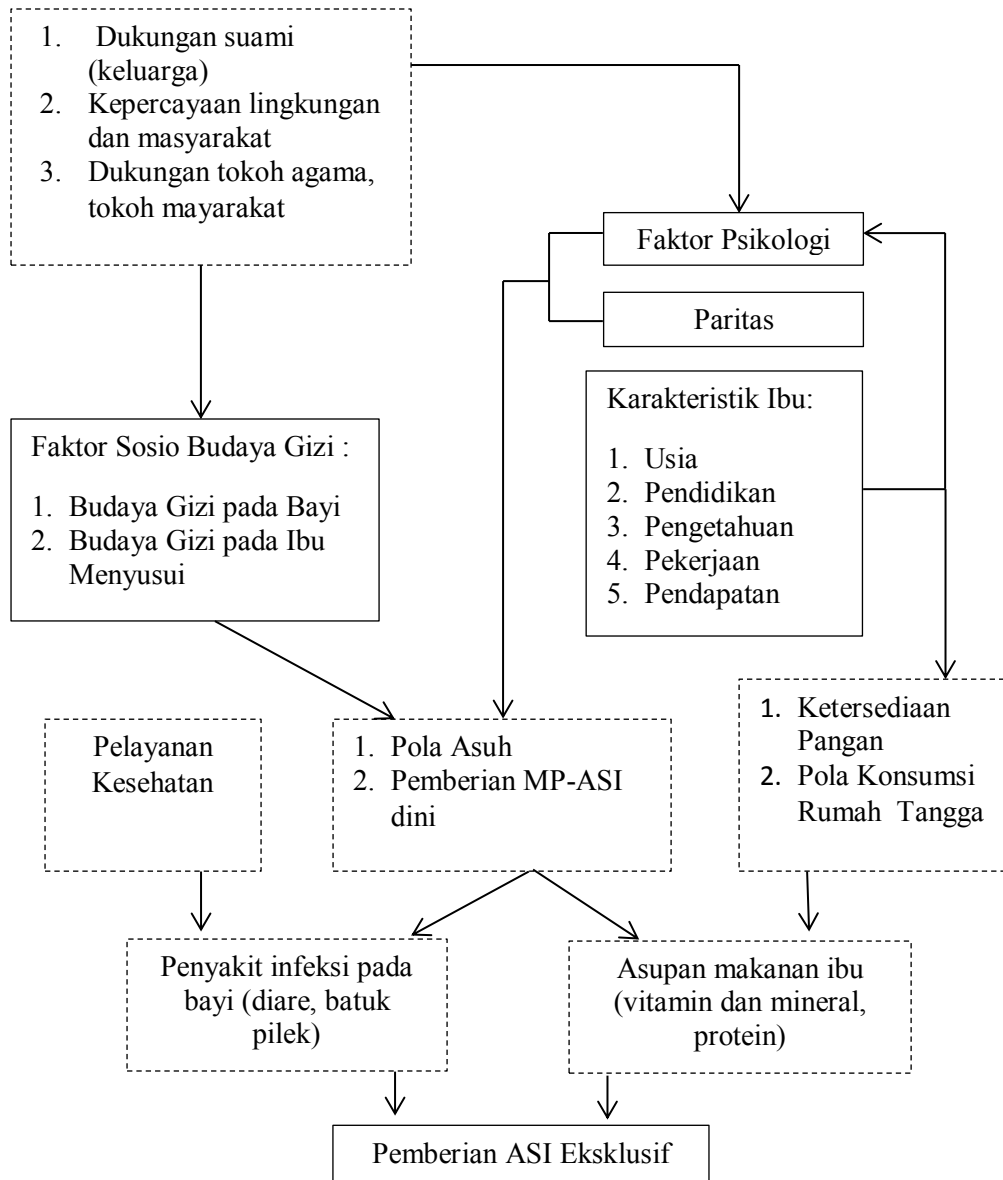 1. Dukungan suami
(keluarga)
2. Kepercayaan lingkungan
dan masyarakat
3. Dukungan tokoh agama,
tokoh mayarakat
Faktor Psikologi
Paritas
Karakteristik Ibu:
1. Usia
2. Pendidikan
3. Pengetahuan
4. Pekerjaan
5. Pendapatan
Faktor Sosio Budaya Gizi :
1. Budaya Gizi pada Bayi
2. Budaya Gizi pada Ibu
Menyusui
Pelayanan
Kesehatan
1. Pola Asuh
2. Pemberian MP-ASI
dini
1. Ketersediaan
Pangan
2. Pola Konsumsi
Rumah Tangga
Penyakit infeksi pada
bayi (diare, batuk
pilek)
Asupan makanan ibu
(vitamin dan mineral,
protein)
Pemberian ASI Eksklusif